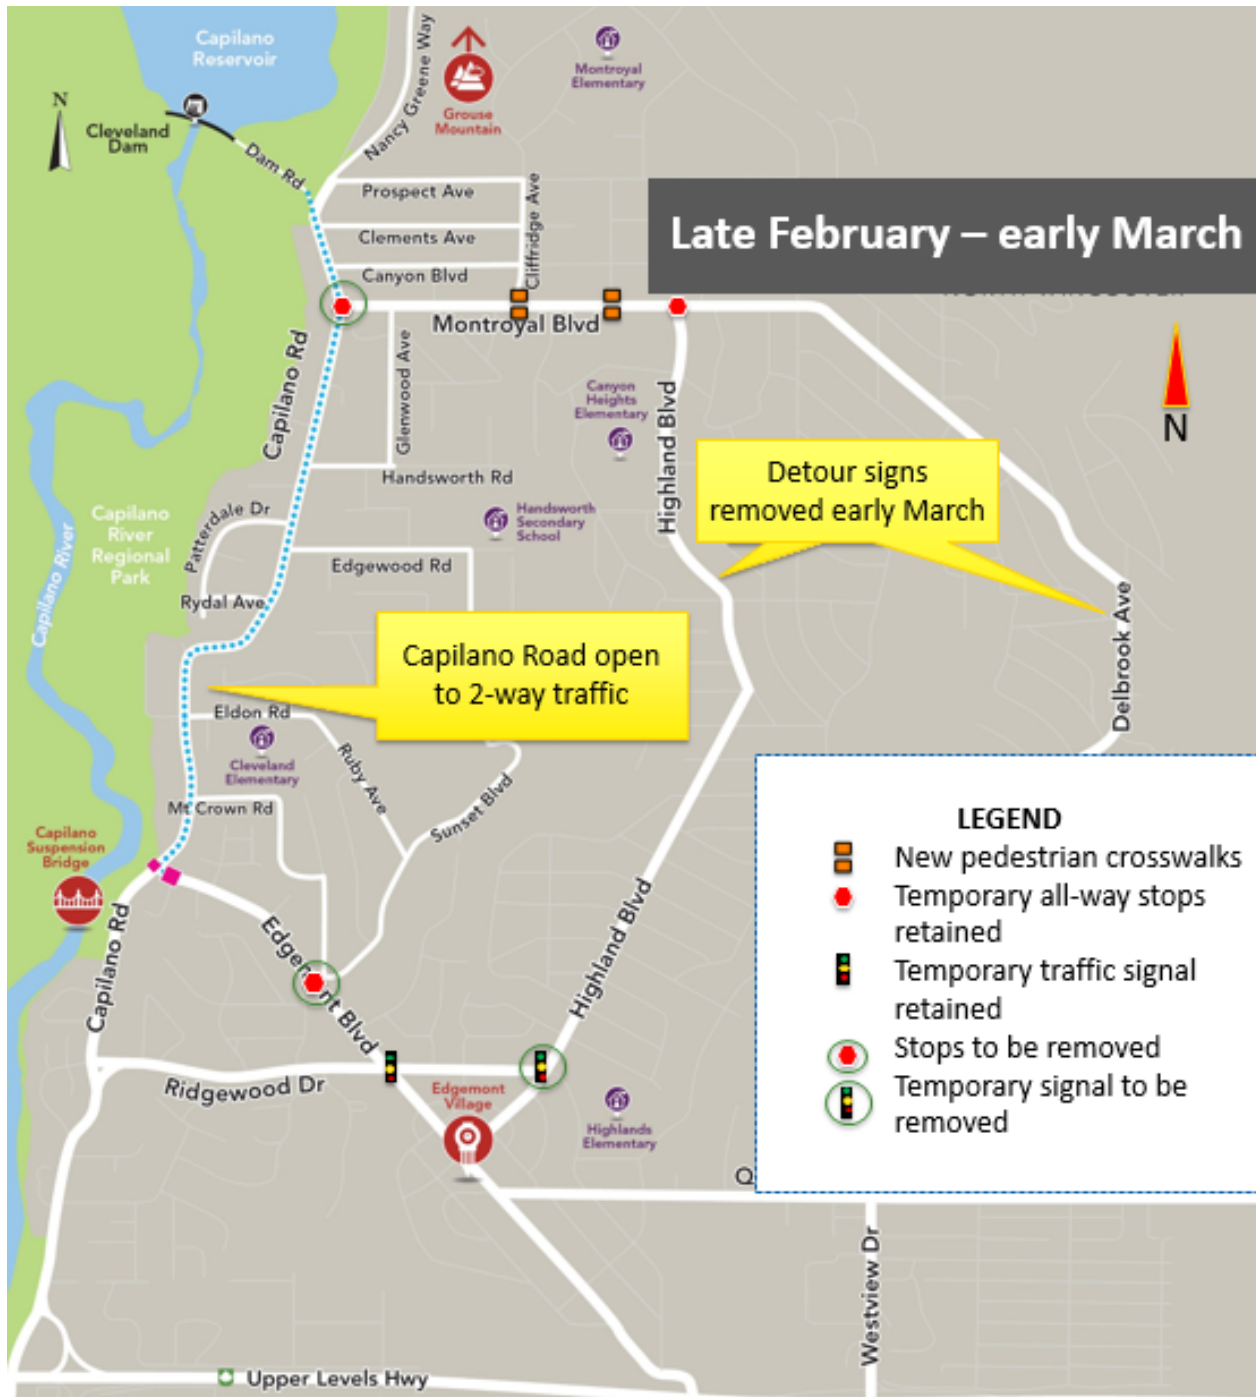 Capilano
Reservoir
N
Cleveland
Dam
Dam Rd
Nancy Greene Way
Grouse
Mountain
Montroyal
Elementary
Prospect Ave
Clements Ave
Cliffridge Ave
Canyon Blvd
Late February – early March
Montroyal Blvd
Capilano Rd
Glenwood Ave
Canyon
Heights
Elementary
Highland Blvd
N
Handsworth Rd
Detour signs
removed early March
Patterdale Dr
Handsworth
Secondary
School
Capilano
River
Regional
Park
Capilano River
Edgewood Rd
Rydal Ave
Delbrook Ave
Capilano Road open
to 2-way traffic
Eldon Rd
Cleveland
Elementary
Ruby Ave
Sunset Blvd
Mt Crown Rd
Capilano
Suspension
Bridge
Capilano Rd
Highland Blvd
Blvd
Ridgewood Dr
Edgemont
Village
Highlands
Elementary
LEGEND
New pedestrian crosswalks
Temporary all-way stops
retained
Temporary traffic signal
retained
Stops to be removed
Temporary signal to be
removed
Q
Westview Dr
Upper Levels Hwy